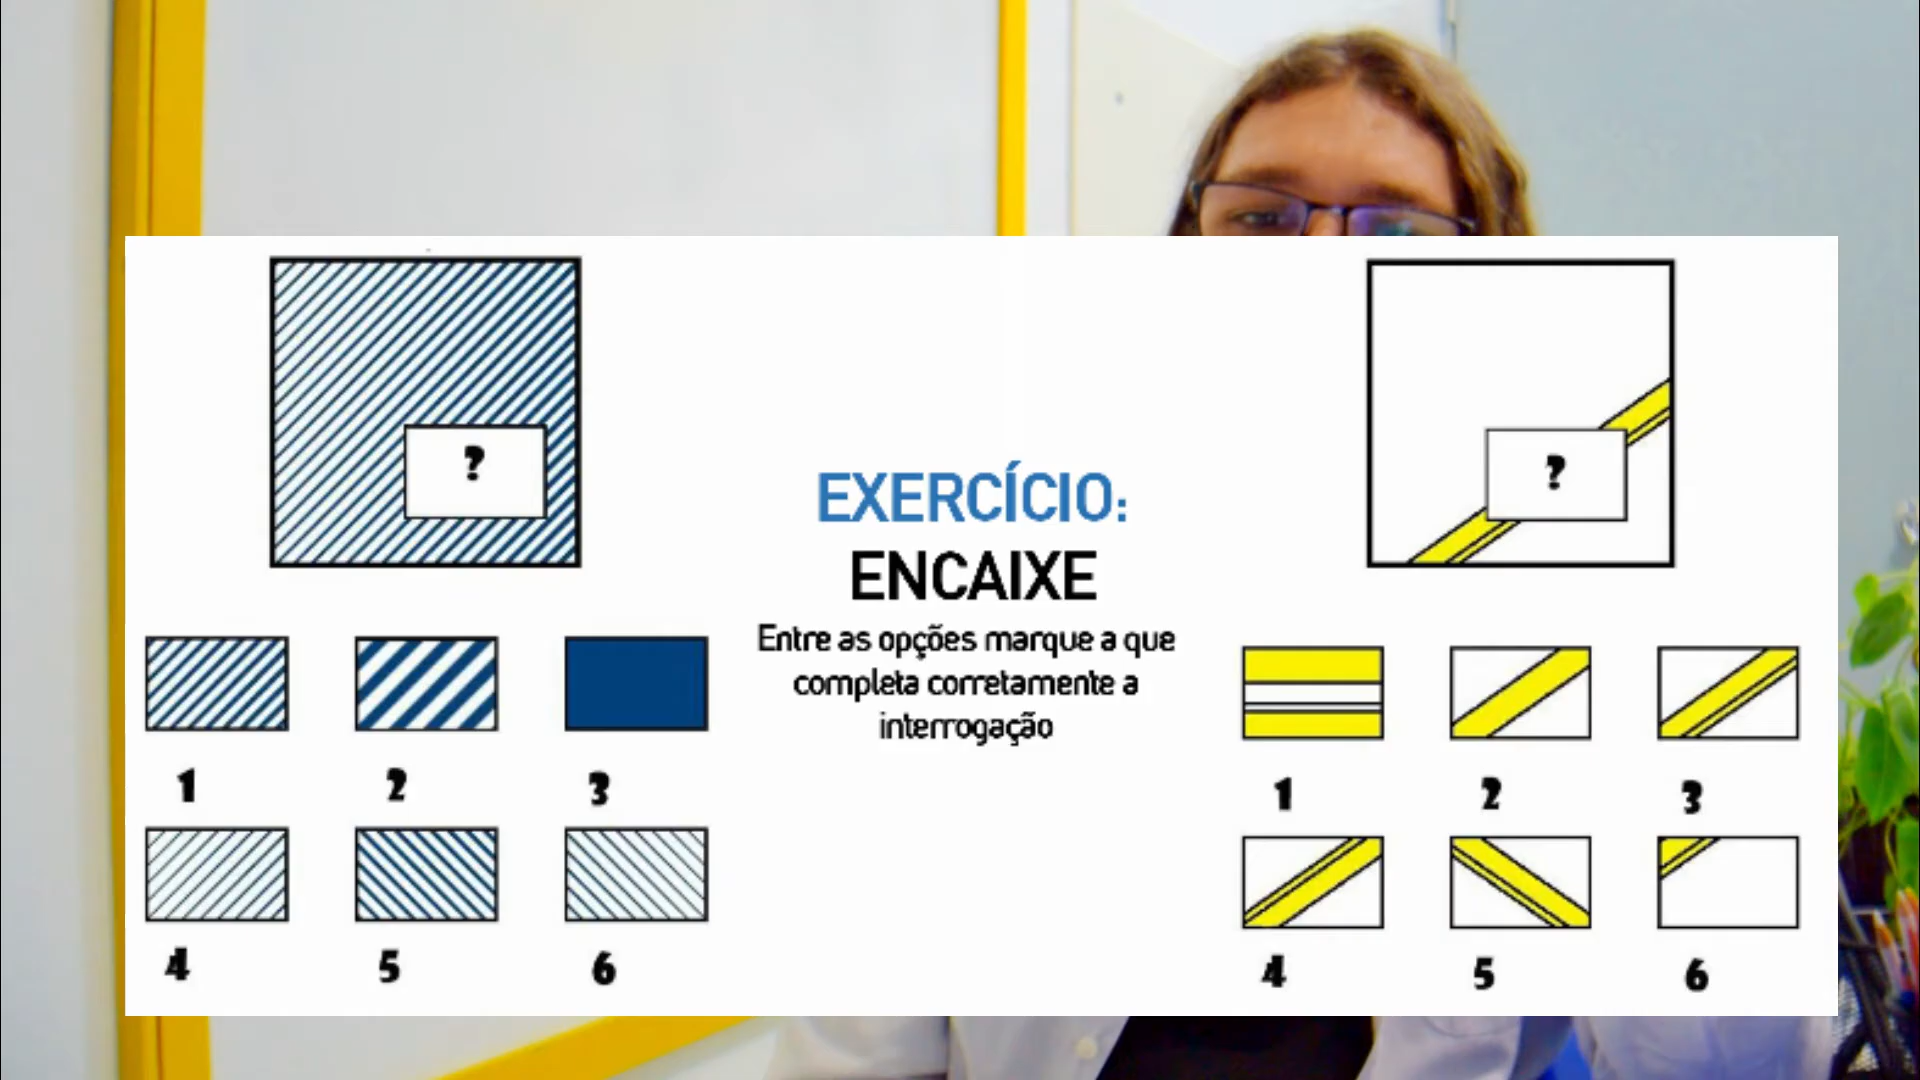 ?
?
EXERCÍCIO:
ENCAIXE
Entre as opções marque a que
completa corretamente a
interrogação
1 2 3
4 5 6
1 2 3
4 5 6